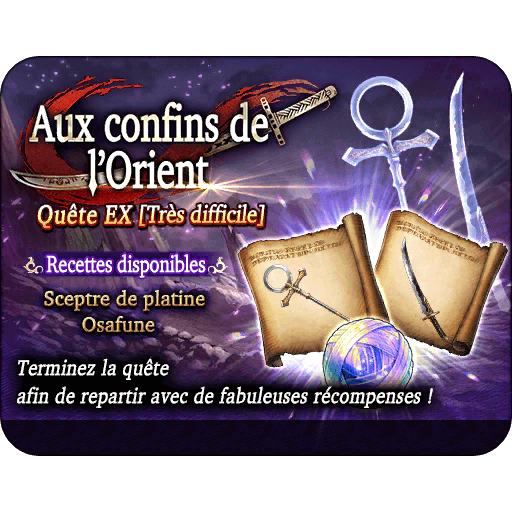 Aux confins de
l'Orient
Quête EX [Très difficile]
Recettes disponibles
Sceptre de platine
Osafune
Terminez la quête
afin de repartir avec de fabuleuses récompenses !